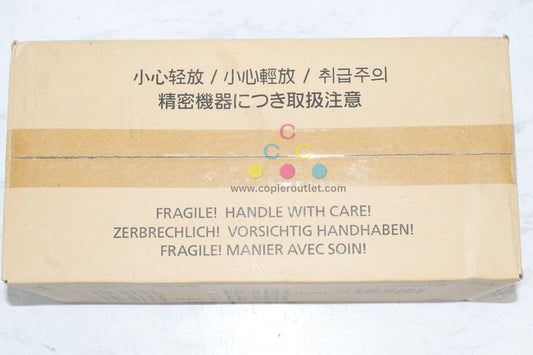 小心轻放 / 小心輕放 / 취급주의
精密機器につき取扱注意
C
C C
www.copieroutlet.com
FRAGILE! HANDLE WITH CARE!
ZERBRECHLICH! VORSICHTIG HANDHABEN!
FRAGILE! MANIER AVEC SOIN!